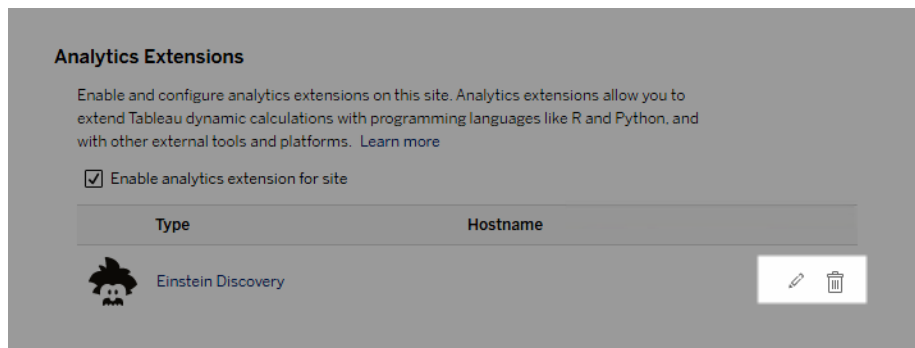 Analytics Extensions
Enable and configure analytics extensions on this site. Analytics extensions allow you to
extend Tableau dynamic calculations with programming languages like R and Python, and
with other external tools and platforms. Learn more
Enable analytics extension for site
Type Hostname
Einstein Discovery